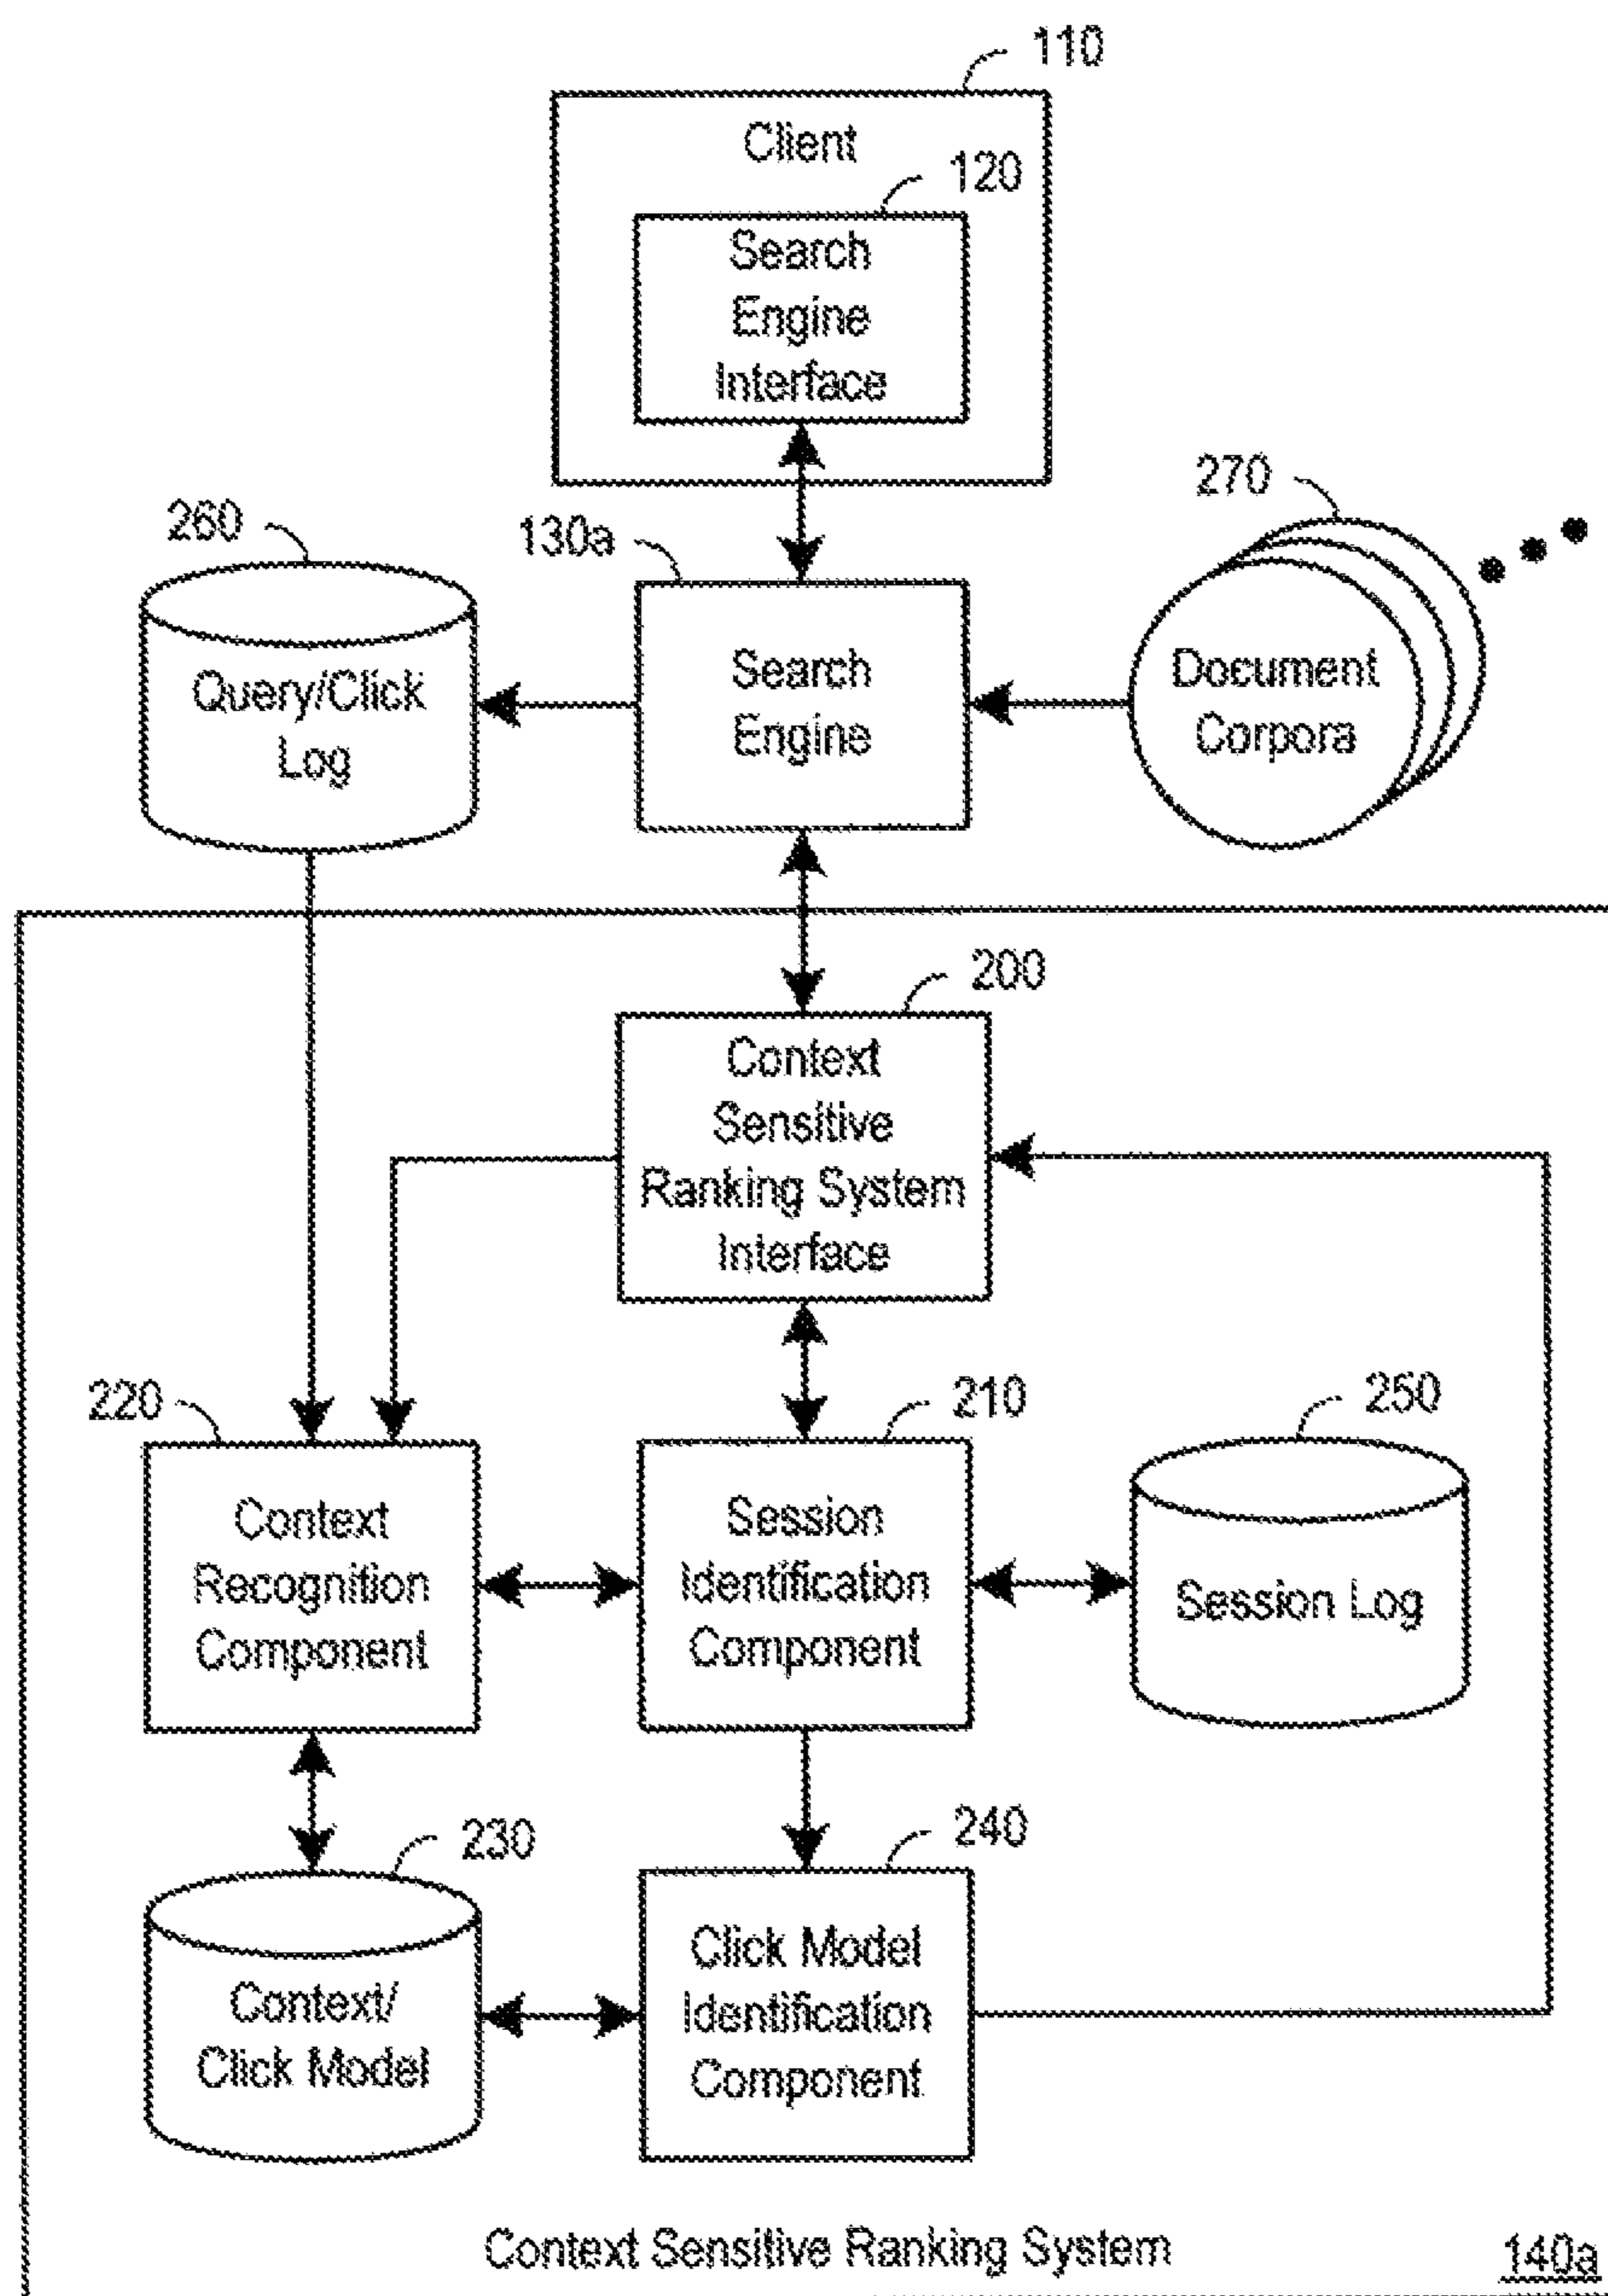 110
Client
120
Search
Engine
Interface
260
130a
270
Query/Click
Log
Search
Engine
Document
Corpora
200
Context
Sensitive
Ranking System
Interface
220
210
250
Context
Recognition
Component
Session
Identification
Component
Session Log
230
240
Context/
Click Model
Click Model
Identification
Component
Context Sensitive Ranking System
140a